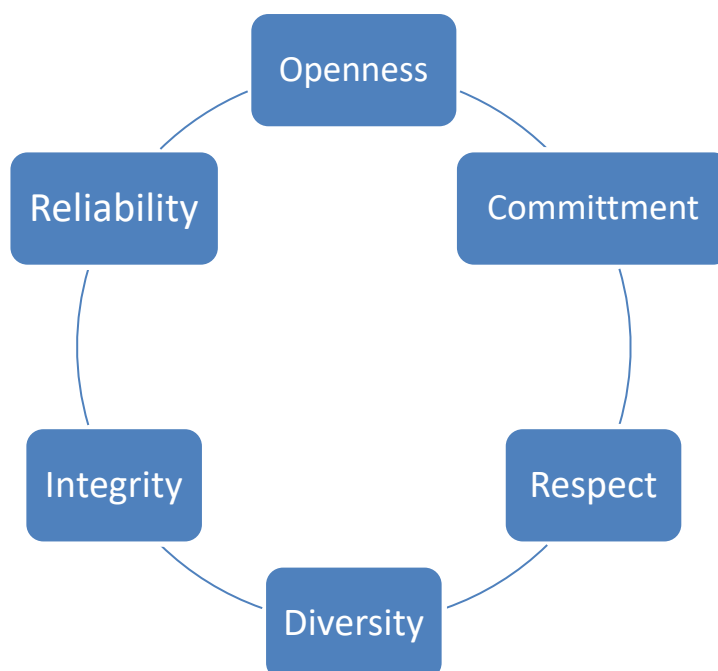 Openness
Committment
Respect
Diversity
Integrity
Reliability